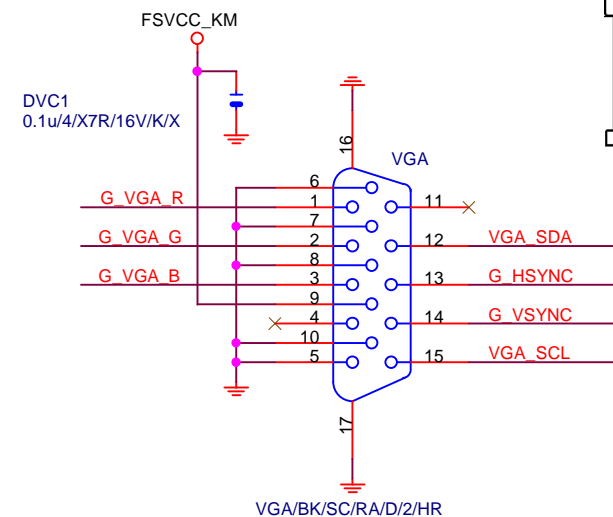 FSVCC_KM
DVC1
0.1u/4/X7R/16V/K/X
16
VGA
6
G_VGA_R
1
11
7
G_VGA_G
2
12
VGA_SDA
8
G_VGA_B
3
13
G_HSYNC
9
4
14
G_VSYNC
10
5
15
VGA_SCL
17
VGA/BK/SC/RA/D/2/HR